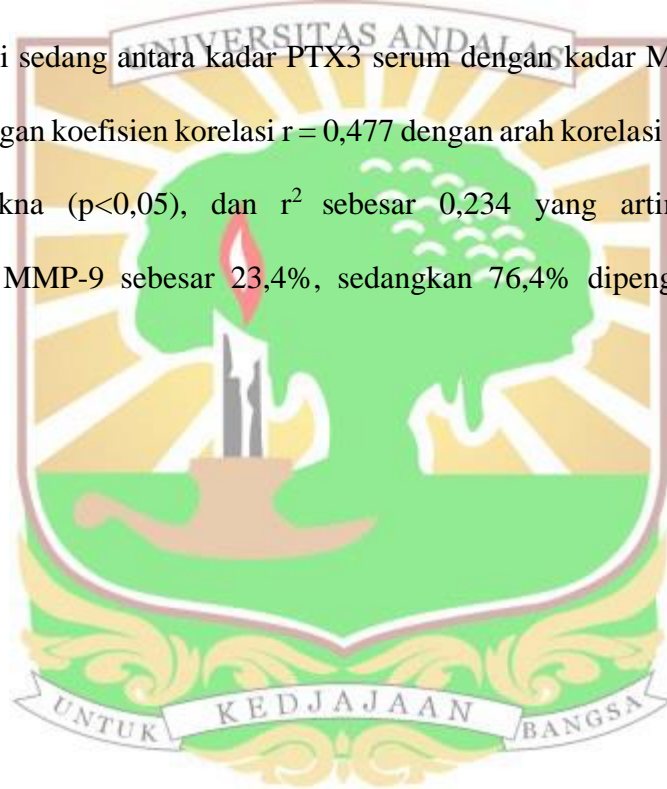 UNIVERSITAS ANDALAS
i sedang antara kadar PTX3 serum dengan kadar M
gan koefisien korelasi r = 0,477 dengan arah korelasi
kna (p<0,05), dan r² sebesar 0,234 yang arti
MMP-9 sebesar 23,4%, sedangkan 76,4% dipeng
UNTUK KEDJAJAAN BANGSA